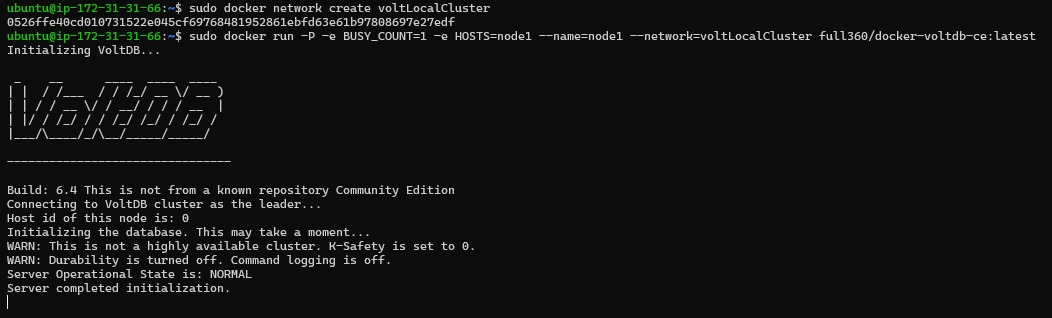 ubuntu@ip-172-31-31-66:~$ sudo docker network create voltLocalCluster
0526ffe40cd010731522e045cf69768481952861ebfd63e61b97808697e27edf
ubuntu@ip-172-31-31-66:~$ sudo docker run -P -e BUSY_COUNT=1 -e HOSTS=node1 --name=node1 --network=voltLocalCluster full360/docker-voltdb-ce:latest
Initializing VoltDB...
 _    __      ____  ____  ____
| |  / /___  / / /_/ __ \/ __ )
| | / / __ \/ / __/ / / / __  |
| |/ / /_/ / / /_/ /_/ / /_/ /
|___/\____/_/\__/_____/_____/
--------------------------------
Build: 6.4 This is not from a known repository Community Edition
Connecting to VoltDB cluster as the leader...
Host id of this node is: 0
Initializing the database. This may take a moment...
WARN: This is not a highly available cluster. K-Safety is set to 0.
WARN: Durability is turned off. Command logging is off.
Server Operational State is: NORMAL
Server completed initialization.